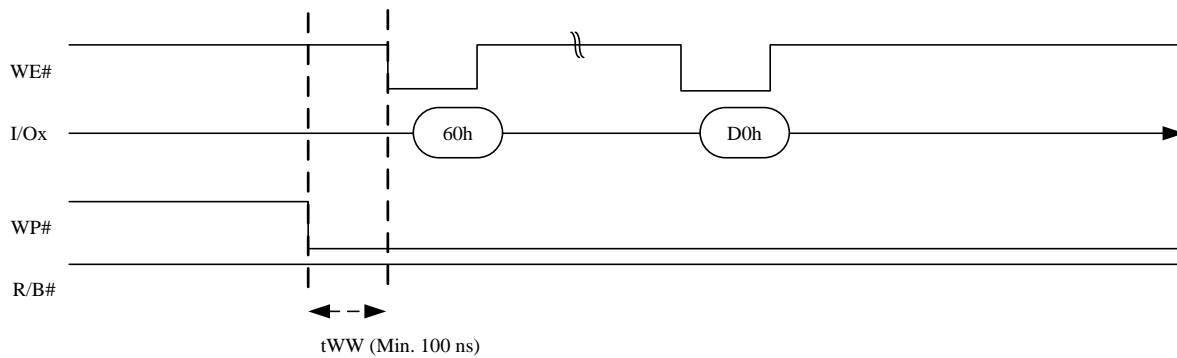 WE#
I/Ox
60h
D0h
WP#
R/B#
tWW (Min. 100 ns)